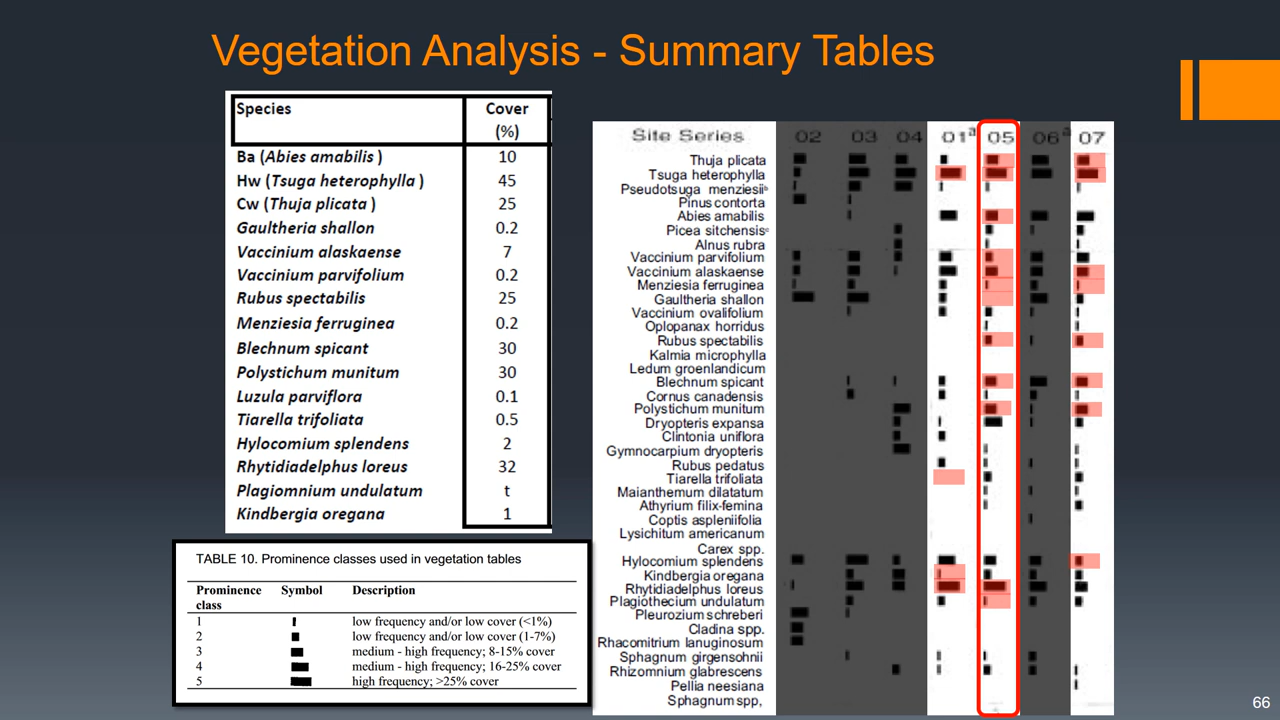 Vegetation Analysis - Summary Tables
Species Cover (%)
Ba (Abies amabilis ) 10
Hw (Tsuga heterophylla ) 45
Cw (Thuja plicata ) 25
Gaultheria shallon 0.2
Vaccinium alaskaense 7
Vaccinium parvifolium 0.2
Rubus spectabilis 25
Menziesia ferruginea 0.2
Blechnum spicant 30
Polystichum munitum 30
Luzula parviflora 0.1
Tiarella trifoliata 0.5
Hylocomium splendens 2
Rhytidiadelphus loreus 32
Plagiomnium undulatum t
Kindbergia oregana 1
TABLE 10. Prominence classes used in vegetation tables
Prominence class Symbol Description
1 low frequency and/or low cover (<1%)
2 low frequency and/or low cover (1-7%)
3 medium - high frequency; 8-15% cover
4 medium - high frequency; 16-25% cover
5 high frequency; >25% cover
Site Series 02 03 04 01ª 05 06ª 07
Thuja plicata
Tsuga heterophylla
Pseudotsuga menziesiiᵇ
Pinus contorta
Abies amabilis
Picea sitchensisᶜ
Alnus rubra
Vaccinium parvifolium
Vaccinium alaskaense
Menziesia ferruginea
Gaultheria shallon
Vaccinium ovalifolium
Oplopanax horridus
Rubus spectabilis
Kalmia microphylla
Ledum groenlandicum
Blechnum spicant
Cornus canadensis
Polystichum munitum
Dryopteris expansa
Clintonia uniflora
Gymnocarpium dryopteris
Rubus pedatus
Tiarella trifoliata
Maianthemum dilatatum
Athyrium filix-femina
Coptis aspleniifolia
Lysichitum americanum
Carex spp.
Hylocomium splendens
Kindbergia oregana
Rhytidiadelphus loreus
Plagiothecium undulatum
Pleurozium schreberi
Cladina spp.
Rhacomitrium lanuginosum
Sphagnum girgensohnii
Rhizomnium glabrescens
Pellia neesiana
Sphagnum spp,
66